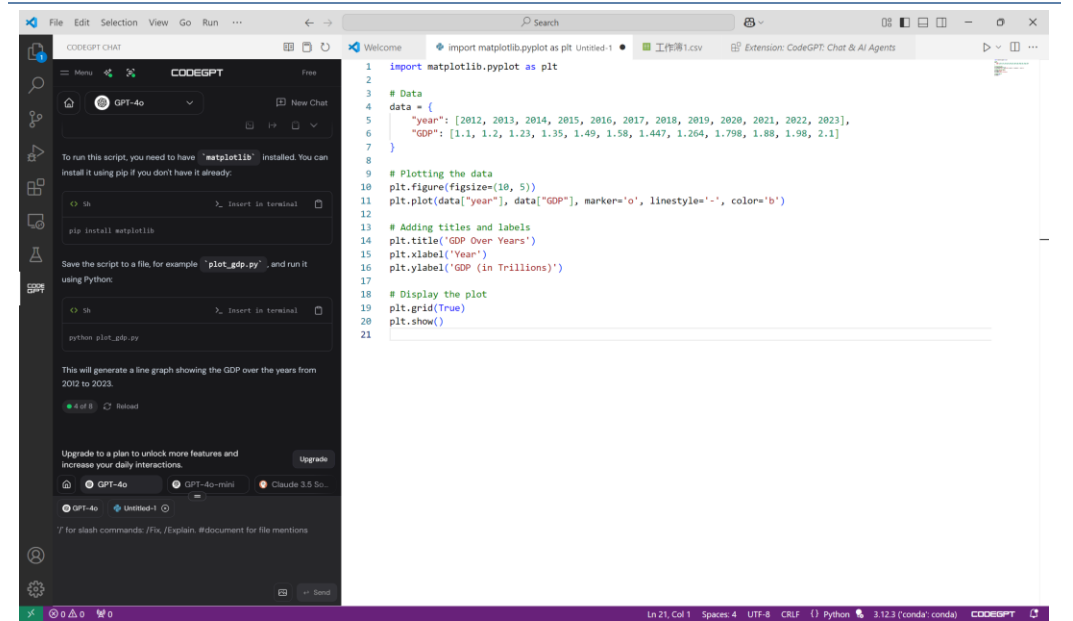 File Edit Selection View Go Run ··· ← → Search
CODEGPT CHAT
Menu CODEGPT Free
GPT-4o New Chat
To run this script, you need to have `matplotlib` installed. You can
install it using pip if you don't have it already:
<> Sh >_ Insert in terminal
pip install matplotlib
Save the script to a file, for example `plot_gdp.py`, and run it
using Python:
<> Sh >_ Insert in terminal
python plot_gdp.py
This will generate a line graph showing the GDP over the years from
2012 to 2023.
4 of 8 Reload
Upgrade to a plan to unlock more features and
increase your daily interactions.
Upgrade
GPT-4o GPT-4o-mini Claude 3.5 So...
GPT-4o Untitled-1
'/' for slash commands: /Fix, /Explain. #document for file mentions
Send
Welcome import matplotlib.pyplot as plt Untitled-1 ● 工作簿1.csv Extension: CodeGPT: Chat & AI Agents
1 import matplotlib.pyplot as plt
2
3 # Data
4 data = {
5 "year": [2012, 2013, 2014, 2015, 2016, 2017, 2018, 2019, 2020, 2021, 2022, 2023],
6 "GDP": [1.1, 1.2, 1.23, 1.35, 1.49, 1.58, 1.447, 1.264, 1.798, 1.88, 1.98, 2.1]
7 }
8
9 # Plotting the data
10 plt.figure(figsize=(10, 5))
11 plt.plot(data["year"], data["GDP"], marker='o', linestyle='-', color='b')
12
13 # Adding titles and labels
14 plt.title('GDP Over Years')
15 plt.xlabel('Year')
16 plt.ylabel('GDP (in Trillions)')
17
18 # Display the plot
19 plt.grid(True)
20 plt.show()
21
0 0 0 Ln 21, Col 1 Spaces: 4 UTF-8 CRLF {} Python 3.12.3 ('conda': conda) CODEGPT